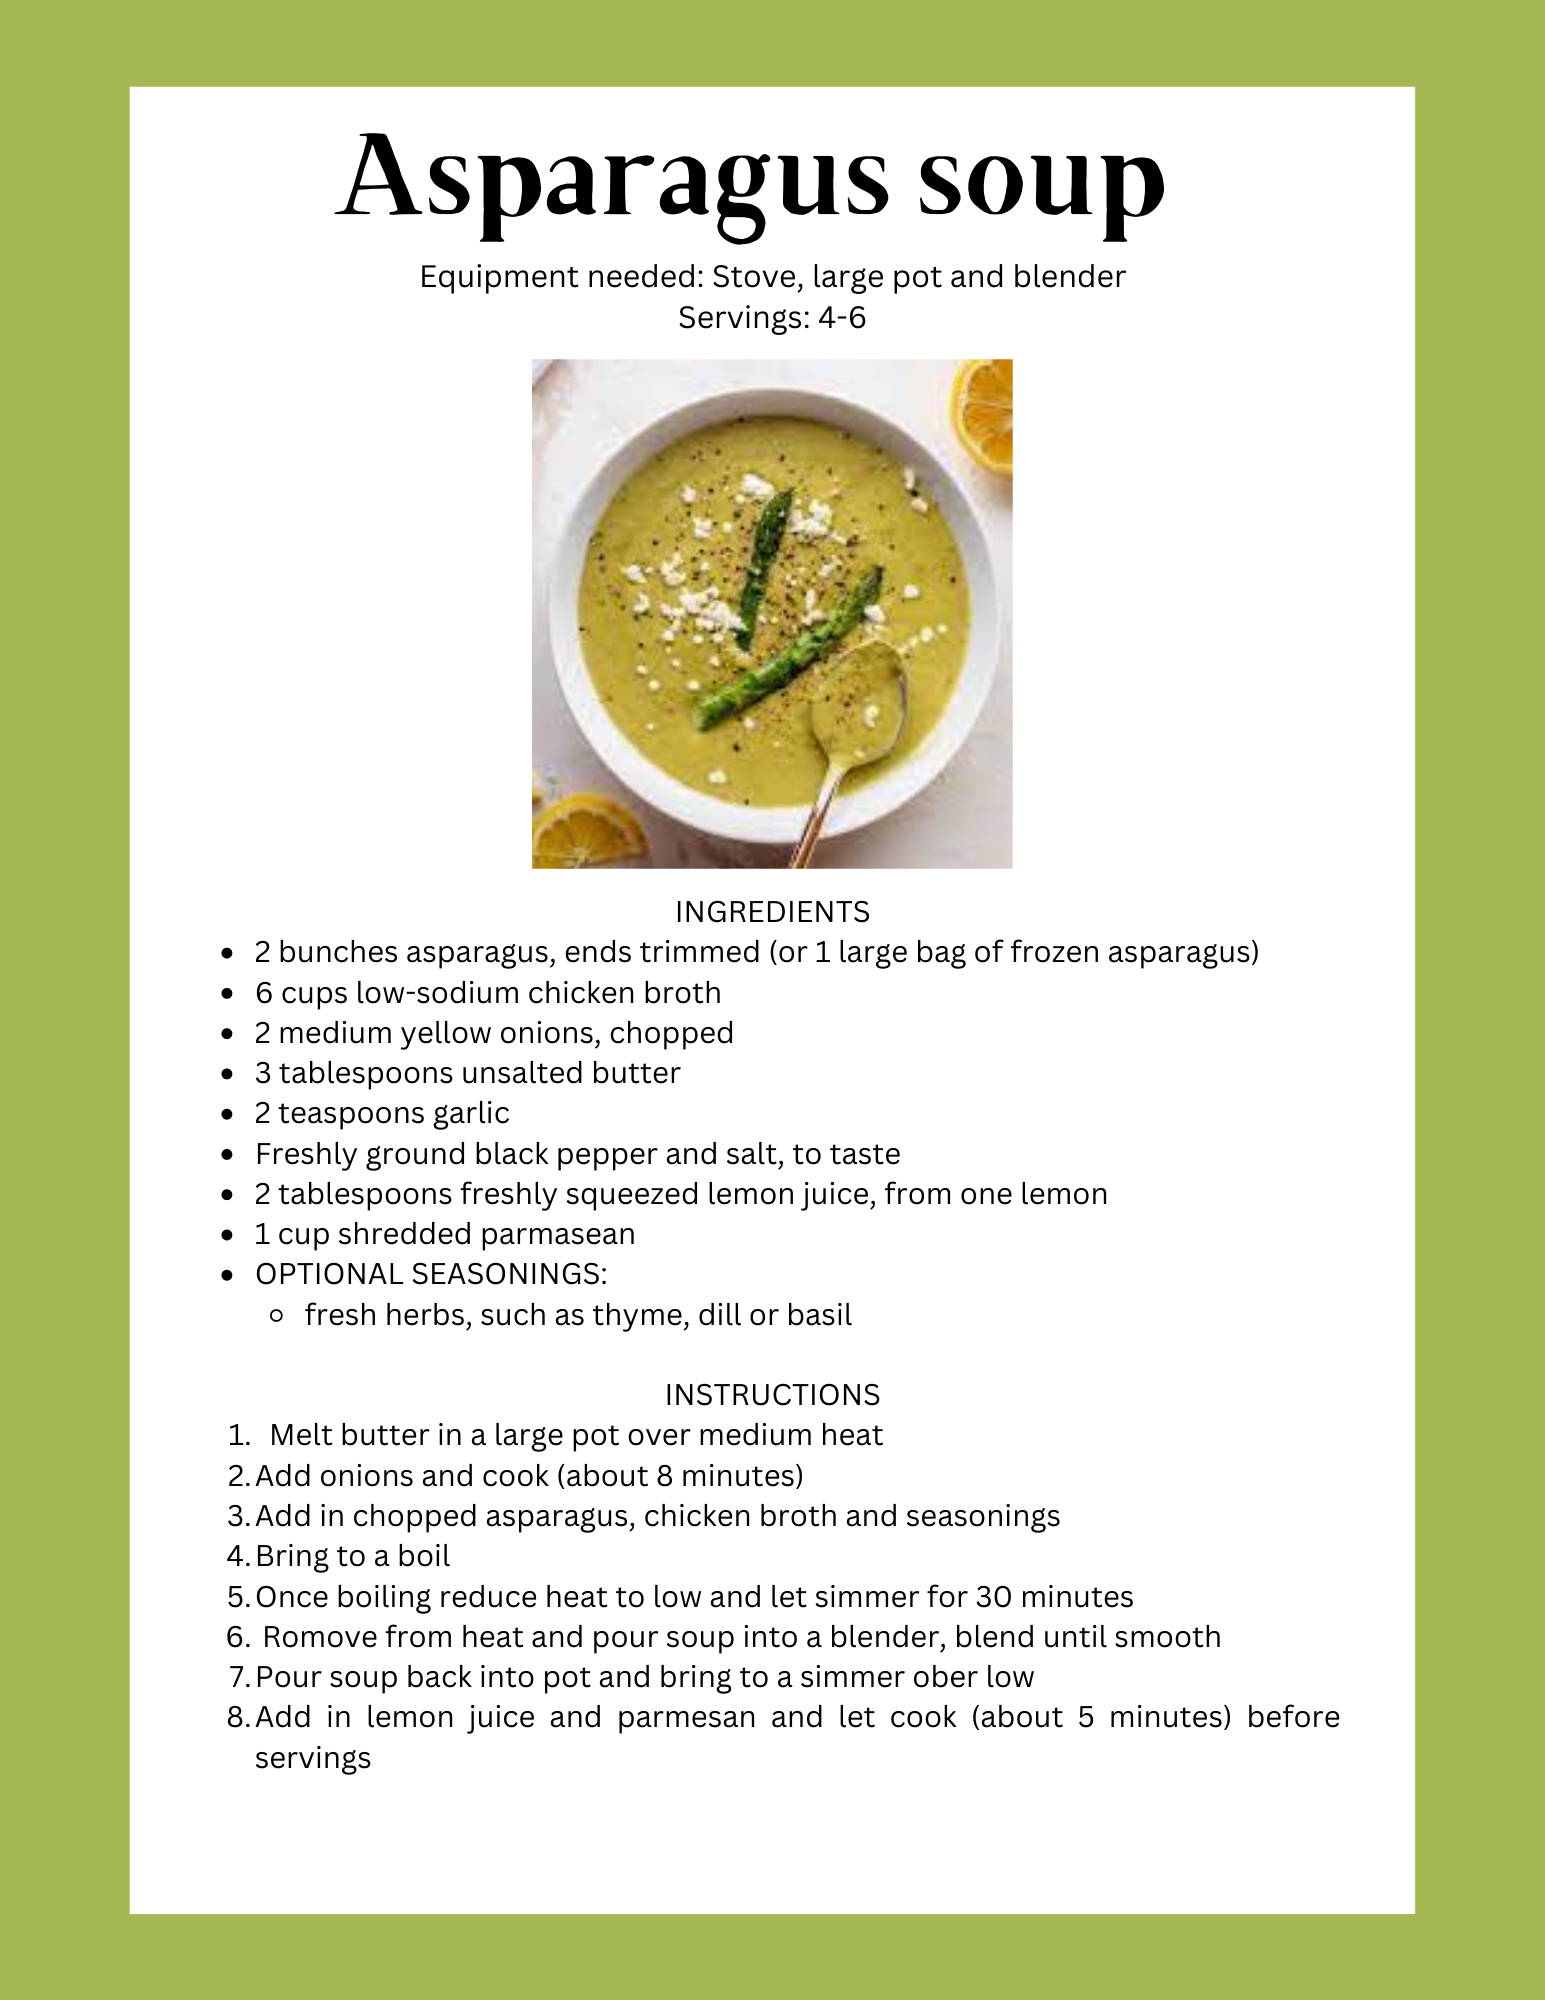 Asparagus soup
Equipment needed: Stove, large pot and blender
Servings: 4-6
INGREDIENTS
• 2 bunches asparagus, ends trimmed (or 1 large bag of frozen asparagus)
• 6 cups low-sodium chicken broth
• 2 medium yellow onions, chopped
• 3 tablespoons unsalted butter
• 2 teaspoons garlic
• Freshly ground black pepper and salt, to taste
• 2 tablespoons freshly squeezed lemon juice, from one lemon
• 1 cup shredded parmasean
• OPTIONAL SEASONINGS:
◦ fresh herbs, such as thyme, dill or basil
INSTRUCTIONS
1. Melt butter in a large pot over medium heat
2. Add onions and cook (about 8 minutes)
3. Add in chopped asparagus, chicken broth and seasonings
4. Bring to a boil
5. Once boiling reduce heat to low and let simmer for 30 minutes
6. Romove from heat and pour soup into a blender, blend until smooth
7. Pour soup back into pot and bring to a simmer ober low
8. Add in lemon juice and parmesan and let cook (about 5 minutes) before
servings